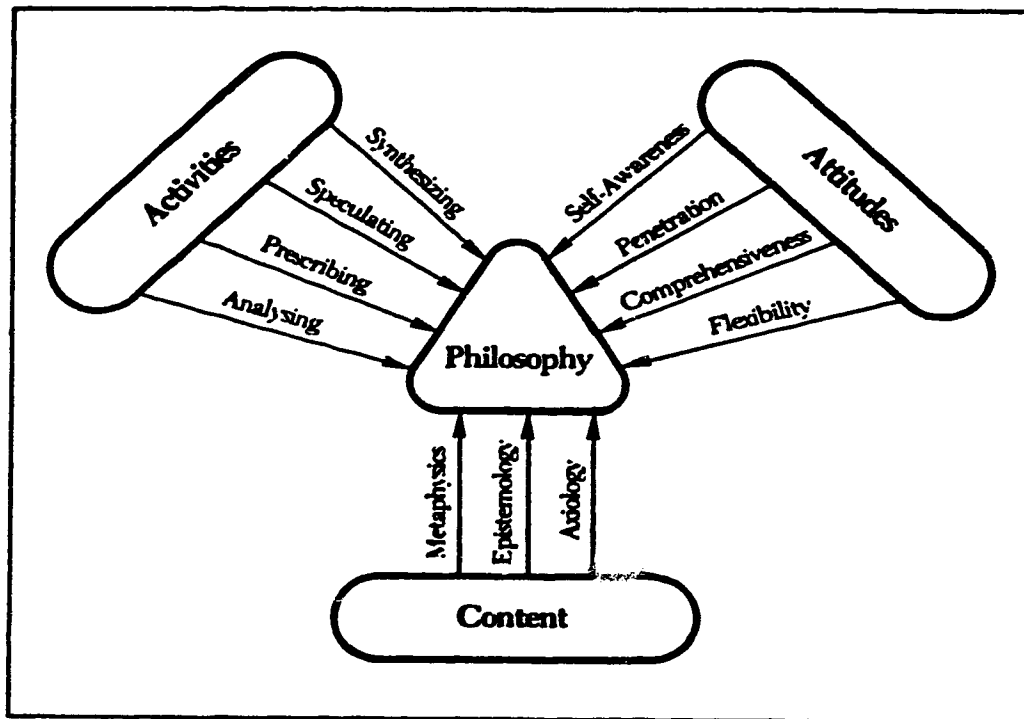 Activities
Synthesizing
Speculating
Prescribing
Analysing
Attitudes
Self-Awareness
Penetration
Comprehensiveness
Flexibility
Philosophy
Metaphysics
Epistemology
Axiology
Content